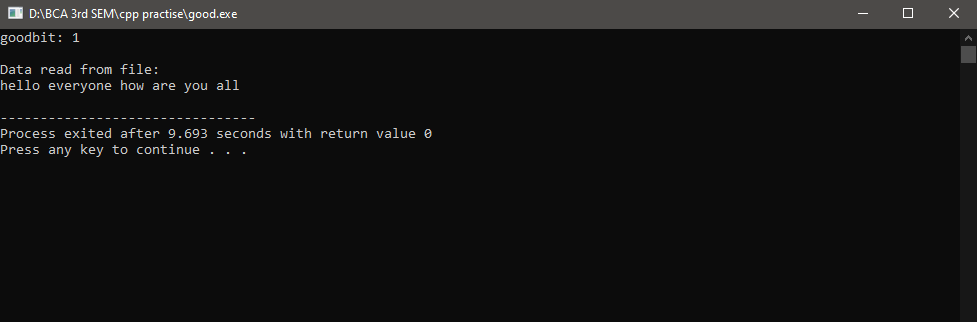 D:\BCA 3rd SEM\cpp practise\good.exe
goodbit: 1
Data read from file:
hello everyone how are you all
--------------------------------
Process exited after 9.693 seconds with return value 0
Press any key to continue . . .